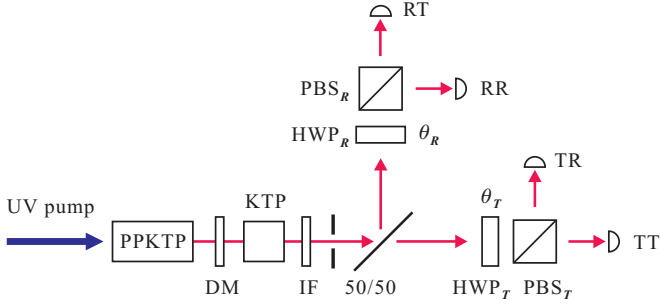 RT
PBS_R
RR
HWP_R θ_R
TR
KTP
θ_T
UV pump
PPKTP
TT
DM
IF
50/50
HWP_T
PBS_T